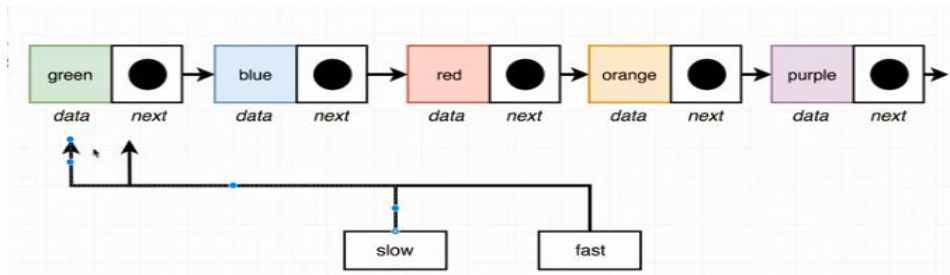 green blue red orange purple
data next data next data next data next data next
slow fast